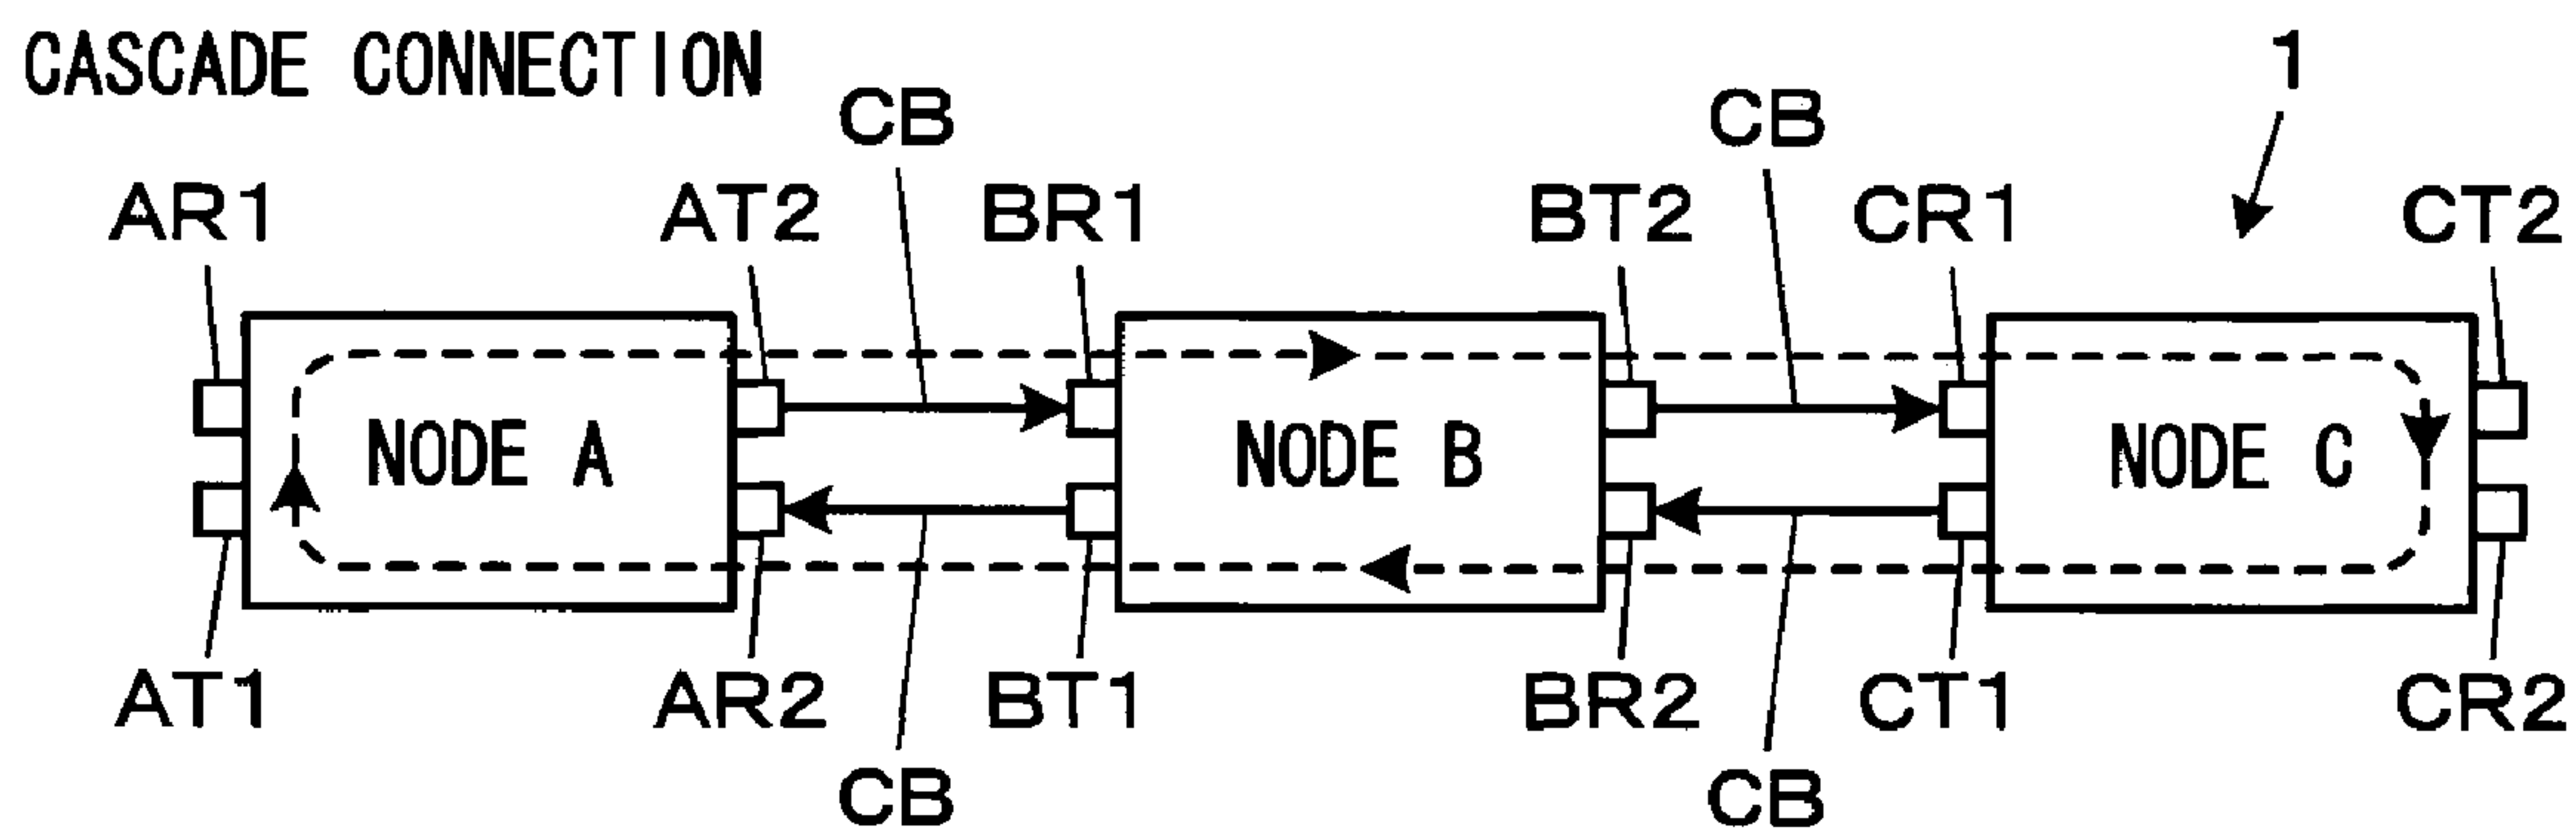 CASCADE CONNECTION
1
CB CB
AR1 AT2 BR1 BT2 CR1 CT2
NODE A NODE B NODE C
AT1 AR2 BT1 BR2 CT1 CR2
CB CB